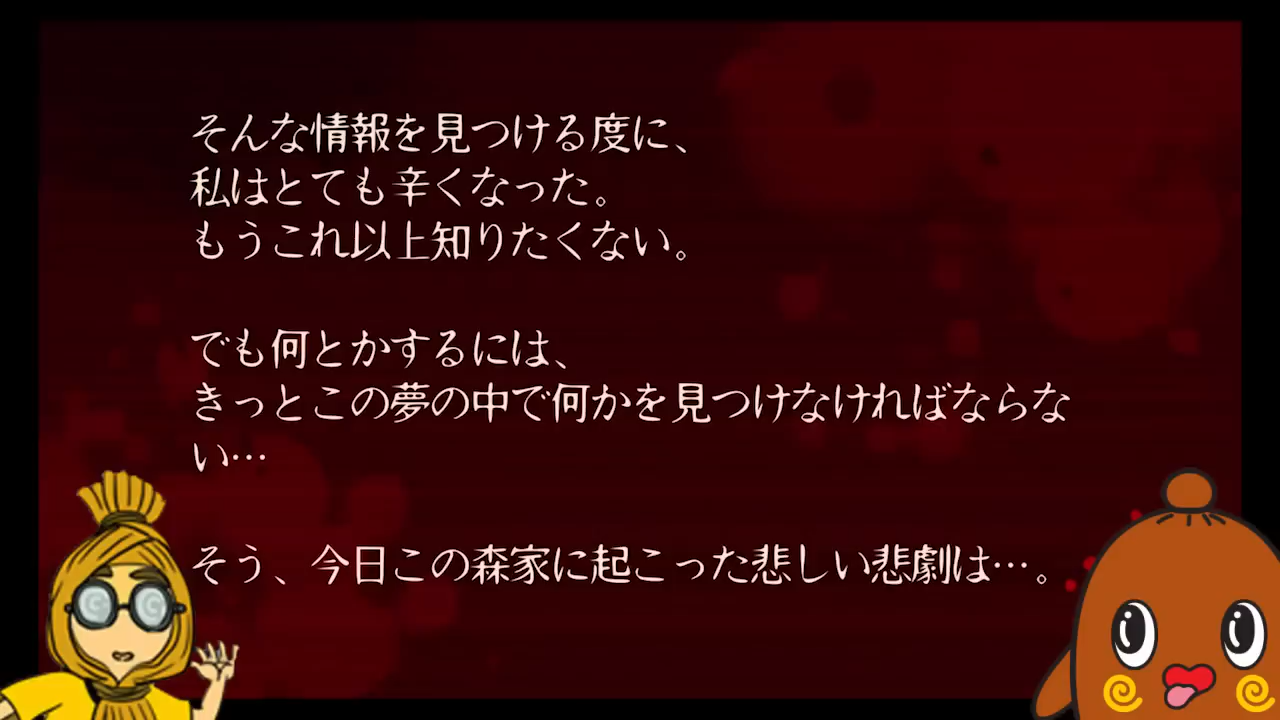 そんな情報を見つける度に、
私はとても辛くなった。
もうこれ以上知りたくない。
でも何とかするには、
きっとこの夢の中で何かを見つけなければならな
い…
そう、今日この森家に起こった悲しい悲劇は…。